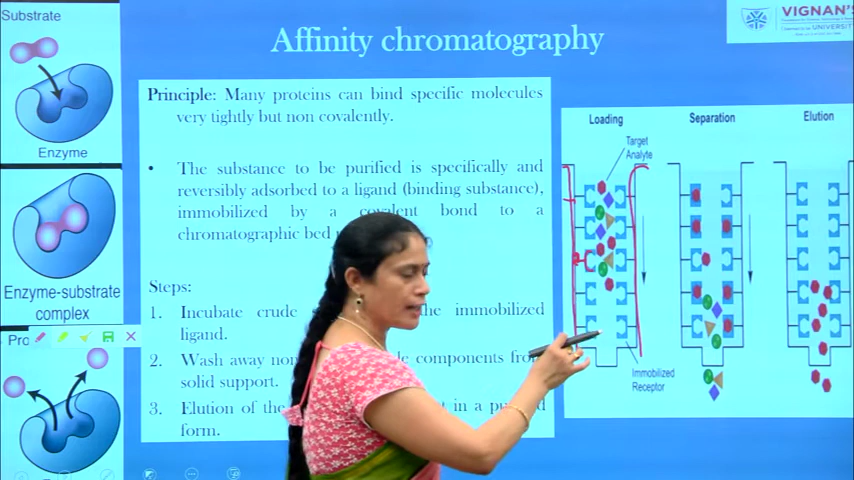 Substrate
Enzyme
Enzyme-substrate
complex
Pro
Affinity chromatography
VIGNAN'S
UNIVERSITY
Principle: Many proteins can bind specific molecules
very tightly but non covalently.
• The substance to be purified is specifically and
reversibly adsorbed to a ligand (binding substance),
immobilized by a covalent bond to a
chromatographic bed
Steps:
1. Incubate crude the immobilized
ligand.
2. Wash away components from
solid support.
3. Elution of the in a
form.
Loading
Separation
Elution
Target
Analyte
Immobilized
Receptor